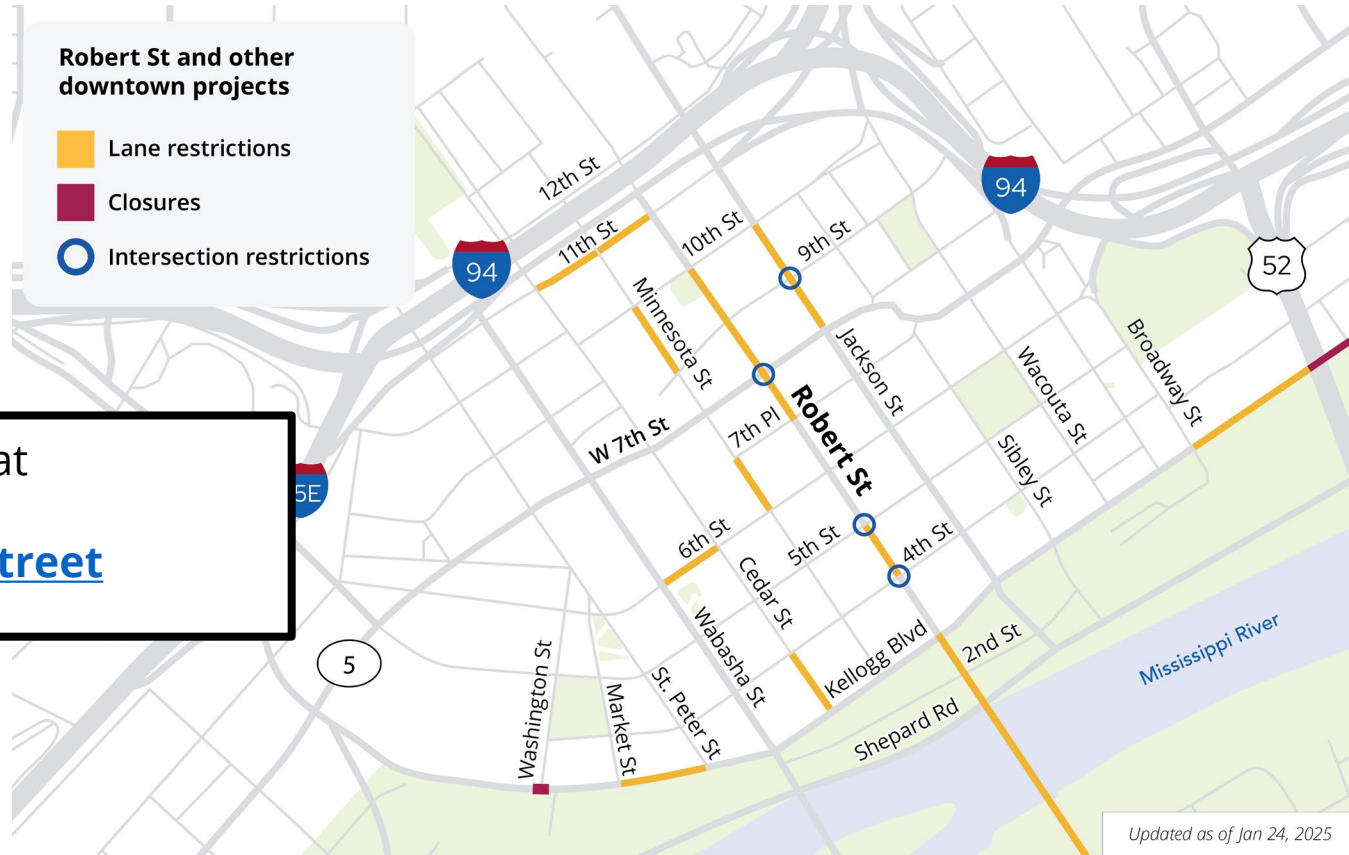 Robert St and other
downtown projects
Lane restrictions
Closures
Intersection restrictions
12th St
11th St
10th St
9th St
94
94
52
Minnesota St
Jackson St
Wacouta St
Broadway St
Robert St
7th Pl
W 7th St
Sibley St
at
treet
5E
6th St
5th St
4th St
Cedar St
Wabasha St
Kellogg Blvd
2nd St
Mississippi River
5
Washington St
Market St
St. Peter St
Shepard Rd
Updated as of Jan 24, 2025